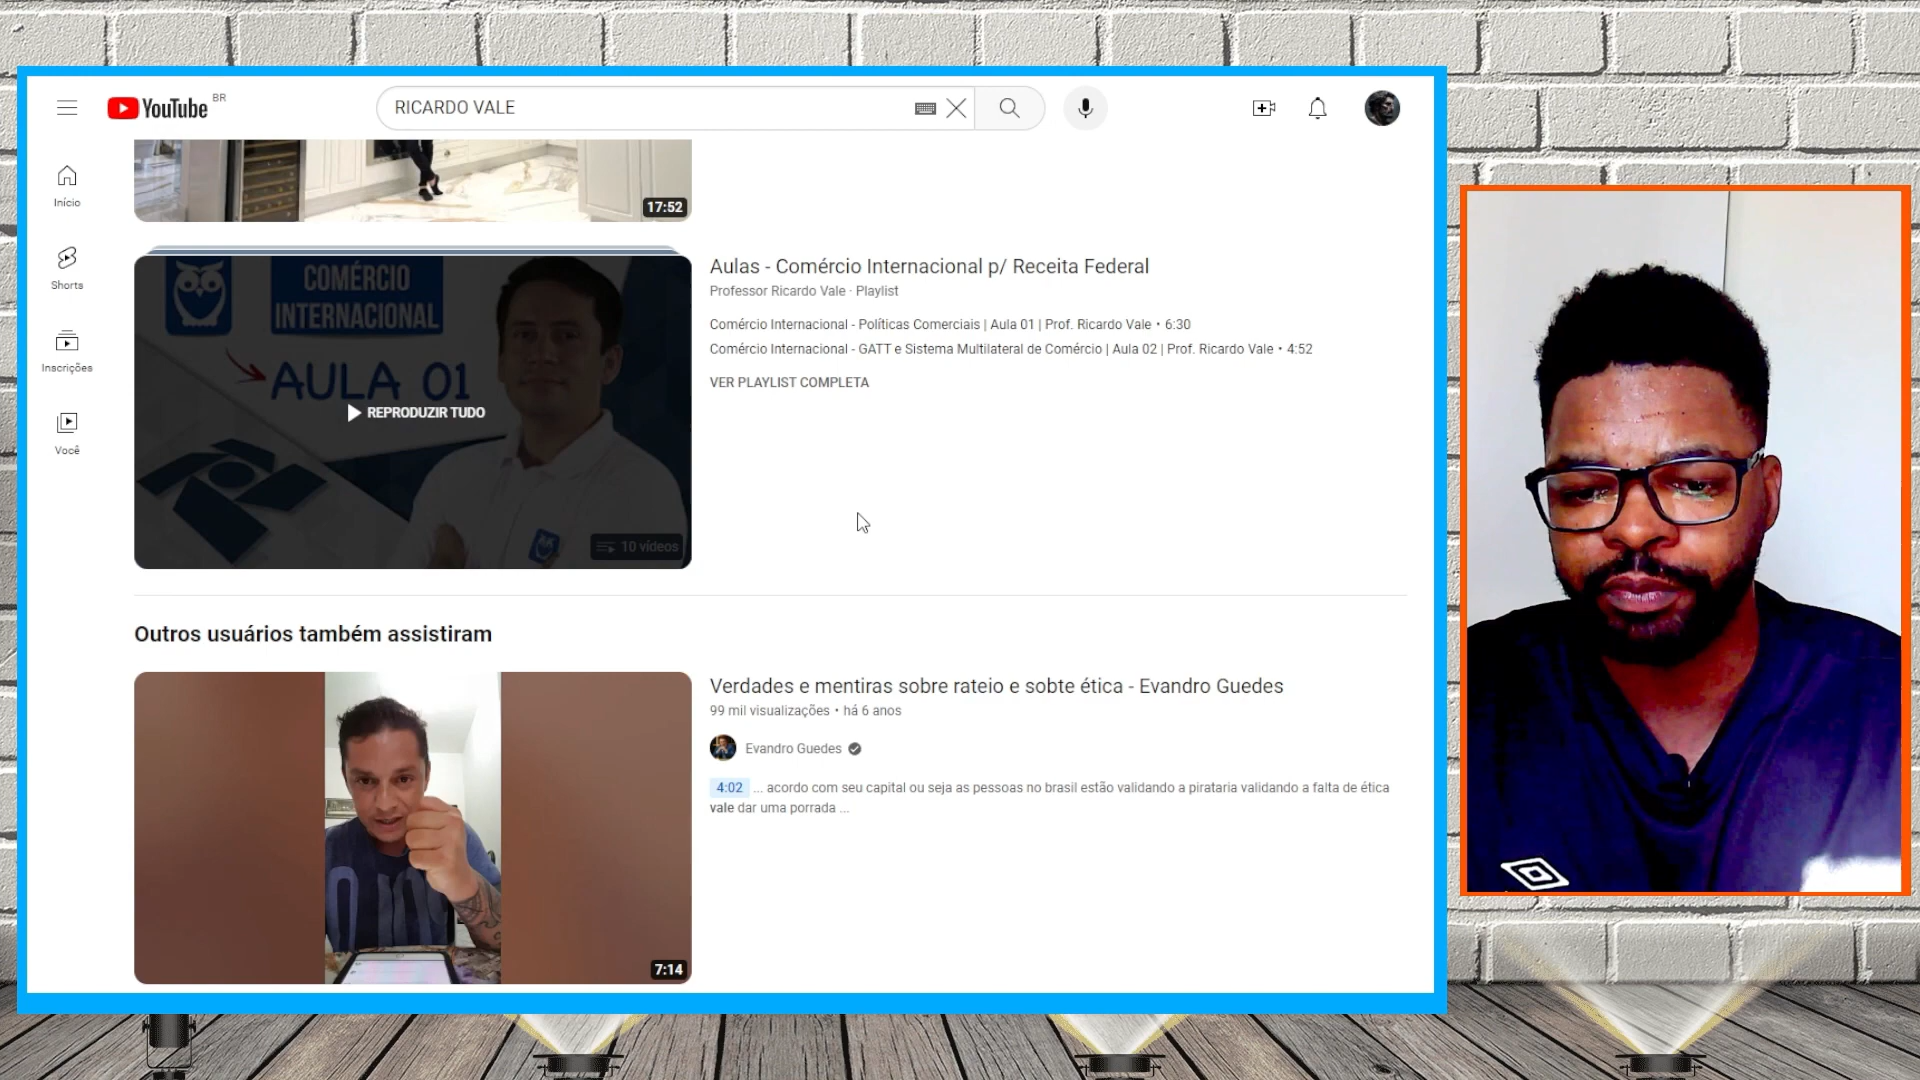 YouTube BR
RICARDO VALE
Início
Shorts
Inscrições
Você
17:52
COMÉRCIO
INTERNACIONAL
AULA 01
REPRODUZIR TUDO
10 vídeos
Aulas - Comércio Internacional p/ Receita Federal
Professor Ricardo Vale · Playlist
Comércio Internacional - Políticas Comerciais | Aula 01 | Prof. Ricardo Vale • 6:30
Comércio Internacional - GATT e Sistema Multilateral de Comércio | Aula 02 | Prof. Ricardo Vale • 4:52
VER PLAYLIST COMPLETA
Outros usuários também assistiram
7:14
Verdades e mentiras sobre rateio e sobte ética - Evandro Guedes
99 mil visualizações • há 6 anos
Evandro Guedes
4:02 ... acordo com seu capital ou seja as pessoas no brasil estão validando a pirataria validando a falta de ética
vale dar uma porrada ...